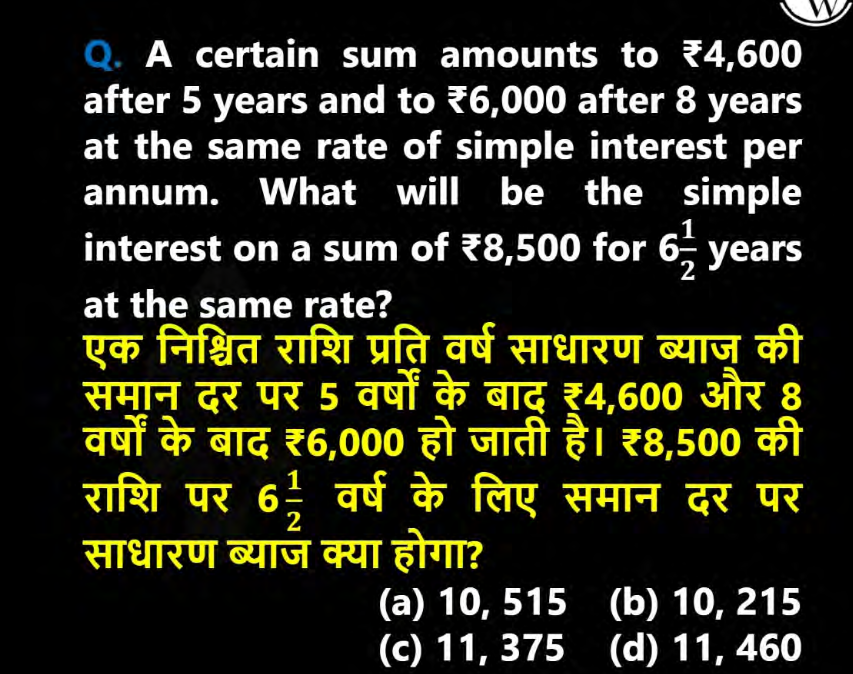 Q. A certain sum amounts to ₹4,600
after 5 years and to ₹6,000 after 8 years
at the same rate of simple interest per
annum. What will be the simple
interest on a sum of ₹8,500 for 6 1/2 years
at the same rate?
एक निश्चित राशि प्रति वर्ष साधारण ब्याज की
समान दर पर 5 वर्षों के बाद ₹4,600 और 8
वर्षों के बाद ₹6,000 हो जाती है। ₹8,500 की
राशि पर 6 1/2 वर्ष के लिए समान दर पर
साधारण ब्याज क्या होगा?
(a) 10, 515 (b) 10, 215
(c) 11, 375 (d) 11, 460